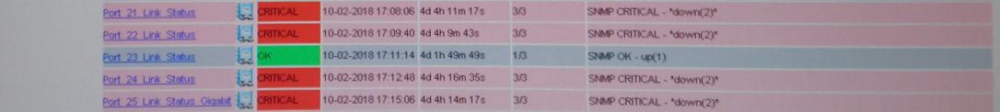 Port 21 Link Status CRITICAL 10-02-2018 17:08:06 4d 4h 11m 17s 3/3 SNMP CRITICAL - *down(2)*
Port 22 Link Status CRITICAL 10-02-2018 17:09:40 4d 4h 9m 43s 3/3 SNMP CRITICAL - *down(2)*
Port 23 Link Status OK 10-02-2018 17:11:14 4d 1h 49m 49s 1/3 SNMP OK - up(1)
Port 24 Link Status CRITICAL 10-02-2018 17:12:48 4d 4h 16m 35s 3/3 SNMP CRITICAL - *down(2)*
Port 25 Link Status Gigabit CRITICAL 10-02-2018 17:15:06 4d 4h 14m 17s 3/3 SNMP CRITICAL - *down(2)*